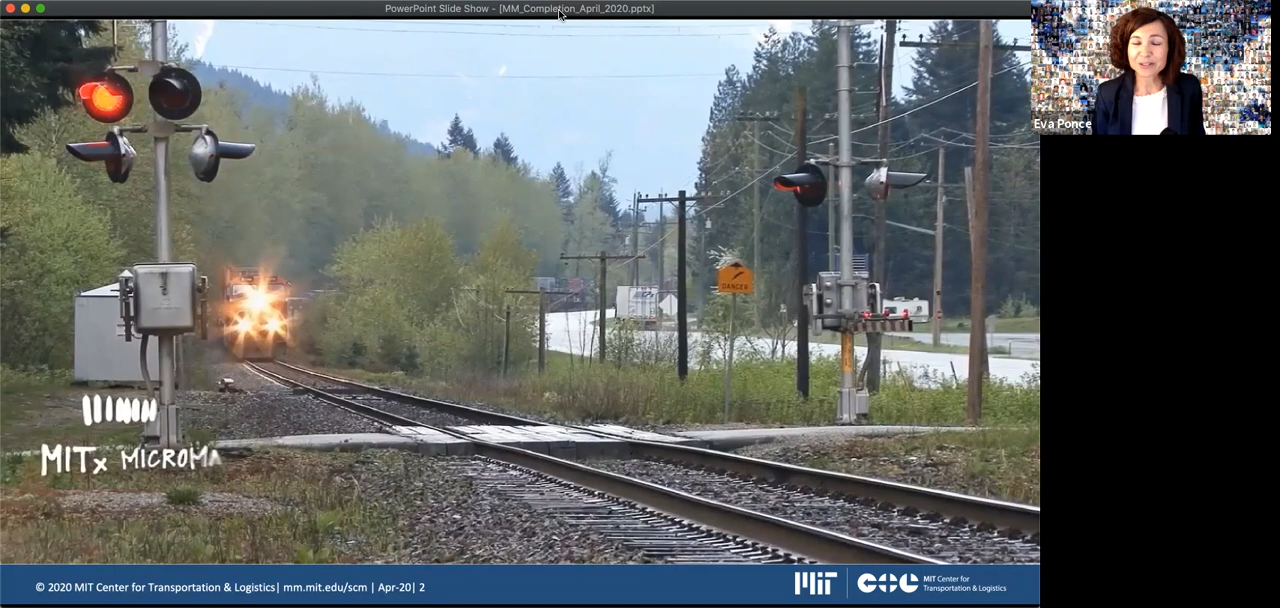 PowerPoint Slide Show - [MM_Completion_April_2020.pptx]
Eva Ponce
DANGER
MITx MICROMA
© 2020 MIT Center for Transportation & Logistics| mm.mit.edu/scm | Apr-20| 2
MIT
CTL
MIT Center for
Transportation & Logistics